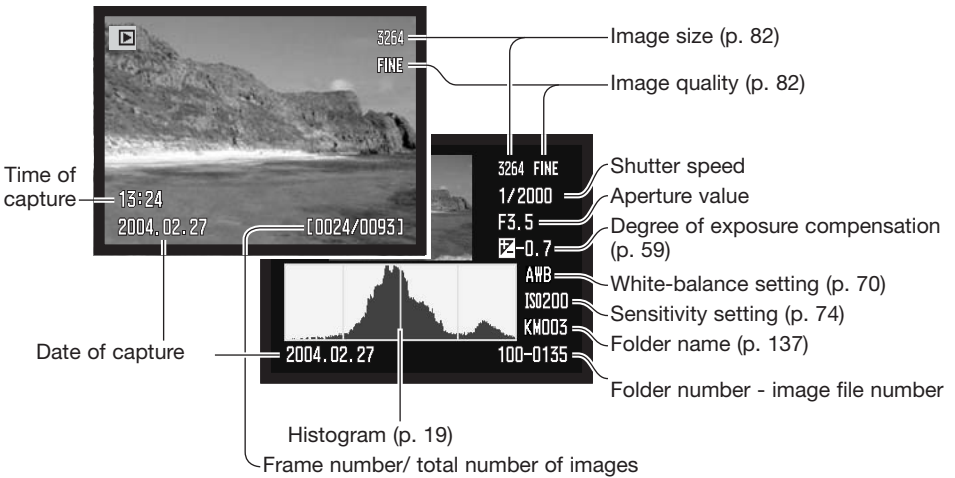 3264
FINE
Image size (p. 82)
Image quality (p. 82)
Time of
capture
13:24
2004.02.27
[0024/0093]
3264 FINE
1/2000
F3.5
-0.7
AWB
ISO200
KM003
2004.02.27
100-0135
Shutter speed
Aperture value
Degree of exposure compensation
(p. 59)
White-balance setting (p. 70)
Sensitivity setting (p. 74)
Folder name (p. 137)
Folder number - image file number
Date of capture
Histogram (p. 19)
Frame number/ total number of images